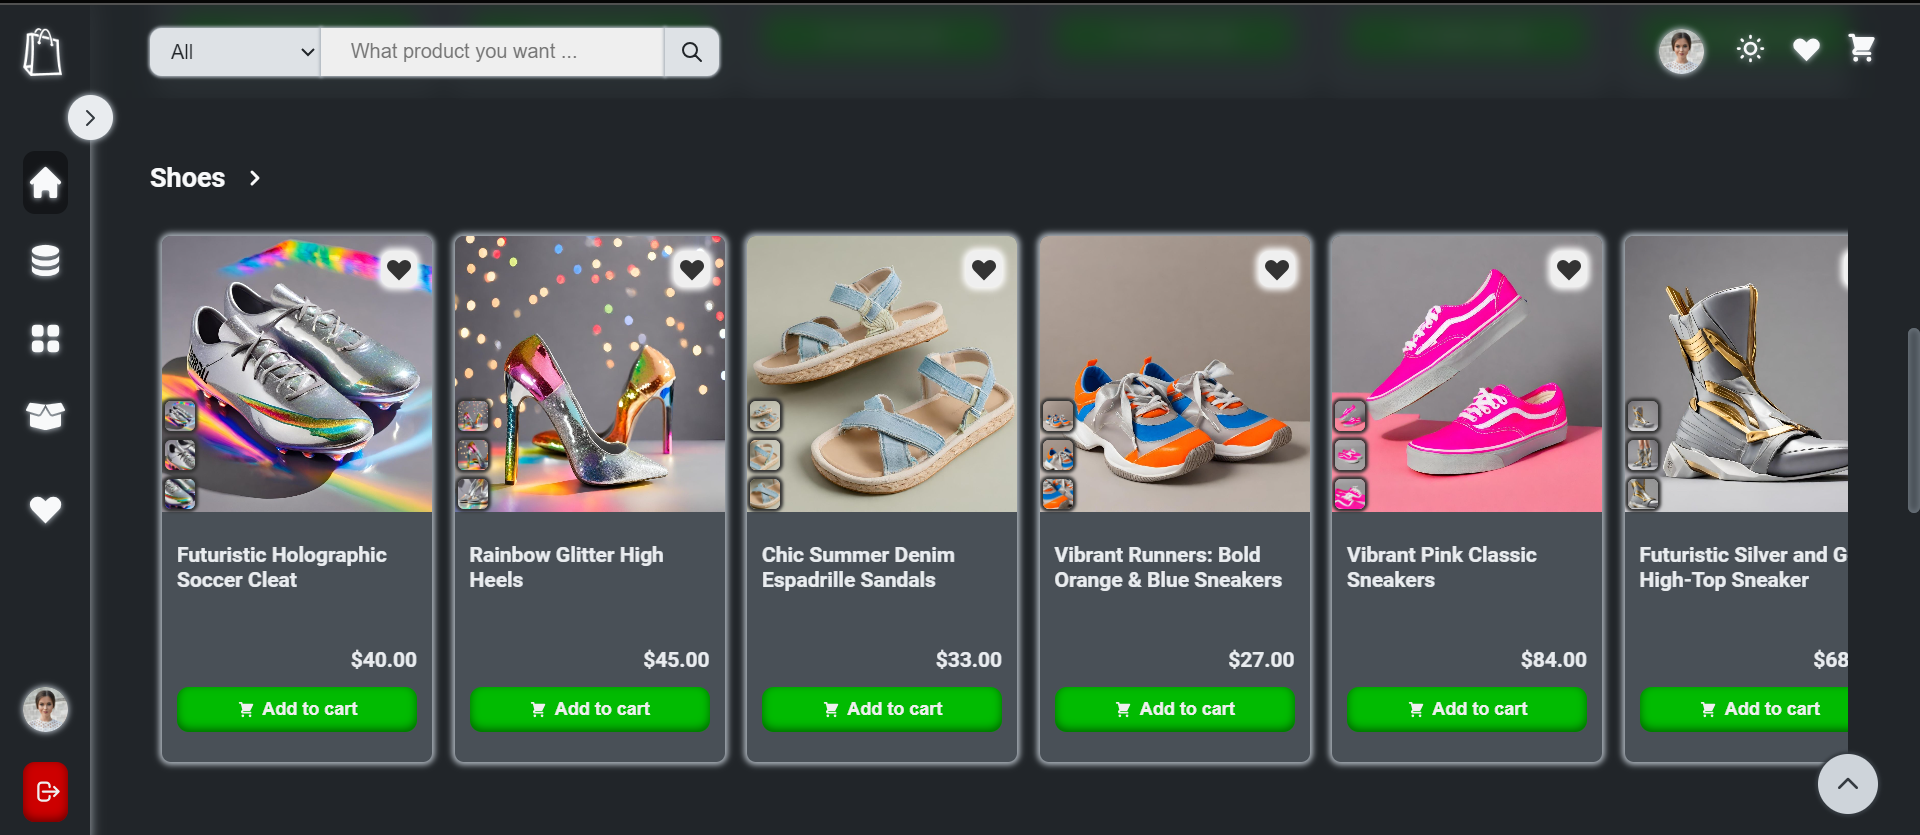 All
What product you want ...
Shoes
Futuristic Holographic
Soccer Cleat
$40.00
Add to cart
Rainbow Glitter High
Heels
$45.00
Add to cart
Chic Summer Denim
Espadrille Sandals
$33.00
Add to cart
Vibrant Runners: Bold
Orange & Blue Sneakers
$27.00
Add to cart
Vibrant Pink Classic
Sneakers
$84.00
Add to cart
Futuristic Silver and G
High-Top Sneaker
$68
Add to cart